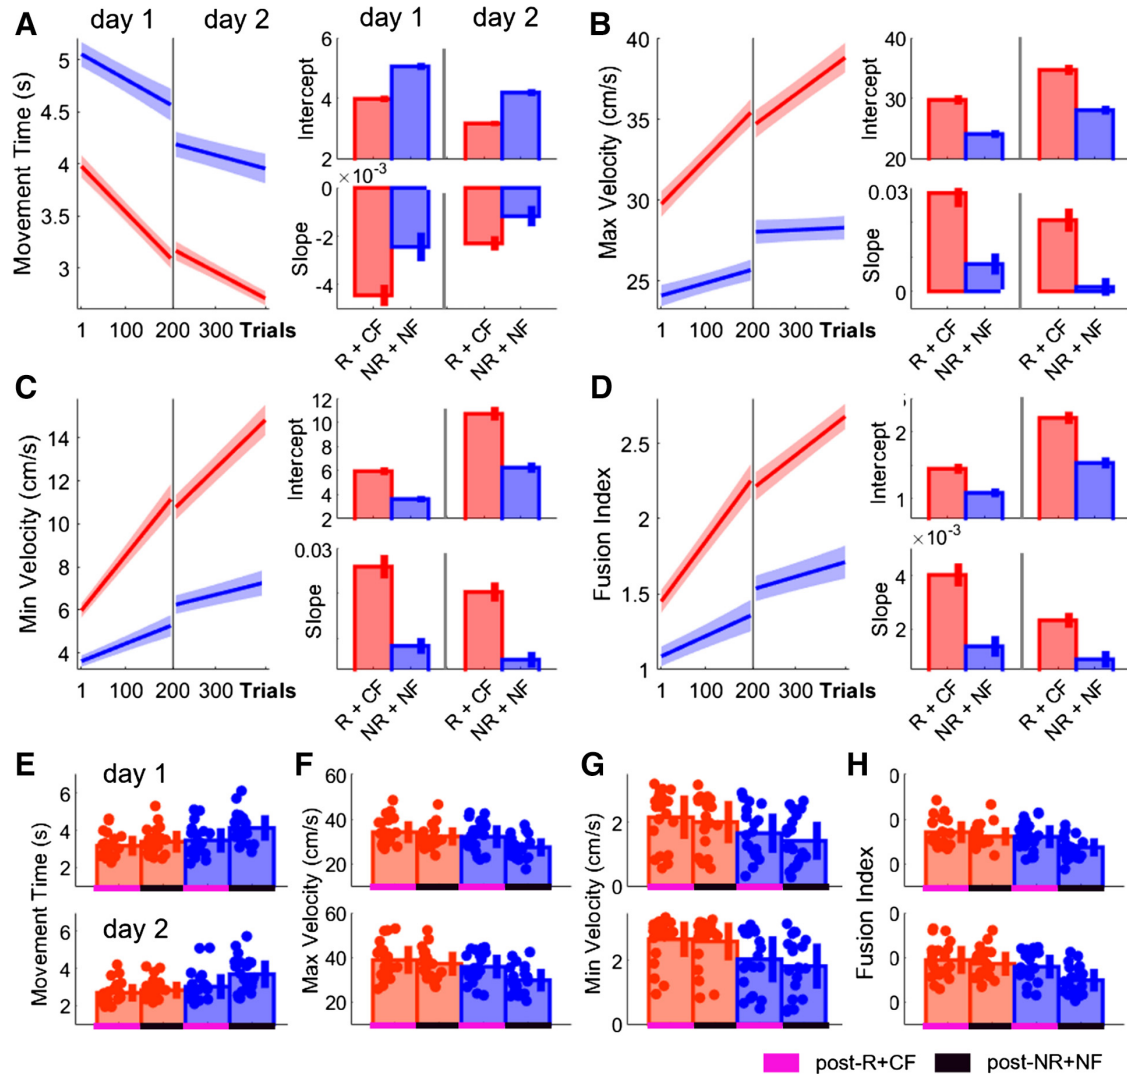 A
day 1
day 2
day 1
day 2
B
Movement Time (s)
5
4.5
4
3.5
3
1 100 200 300 Trials
Intercept
6
4
2
×10⁻³
Slope
0
-2
-4
R + CF
NR + NF
R + CF
NR + NF
Max Velocity (cm/s)
40
35
30
25
1 100 200 300 Trials
Intercept
40
30
20
Slope
0.03
0
R + CF
NR + NF
R + CF
NR + NF
C
Min Velocity (cm/s)
14
12
10
8
6
4
1 100 200 300 Trials
Intercept
12
10
8
6
4
2
Slope
0.03
R + CF
NR + NF
R + CF
NR + NF
D
Fusion Index
2.5
2
1.5
1
1 100 200 300 Trials
Intercept
2
1
×10⁻³
Slope
4
2
R + CF
NR + NF
R + CF
NR + NF
E
day 1
Movement Time (s)
6
4
2
day 2
Movement Time (s)
6
4
2
F
Max Velocity (cm/s)
60
40
20
Max Velocity (cm/s)
60
40
20
G
Min Velocity (cm/s)
2
0
Min Velocity (cm/s)
2
0
H
Fusion Index
0
0
0
Fusion Index
0
0
0
post-R+CF
post-NR+NF